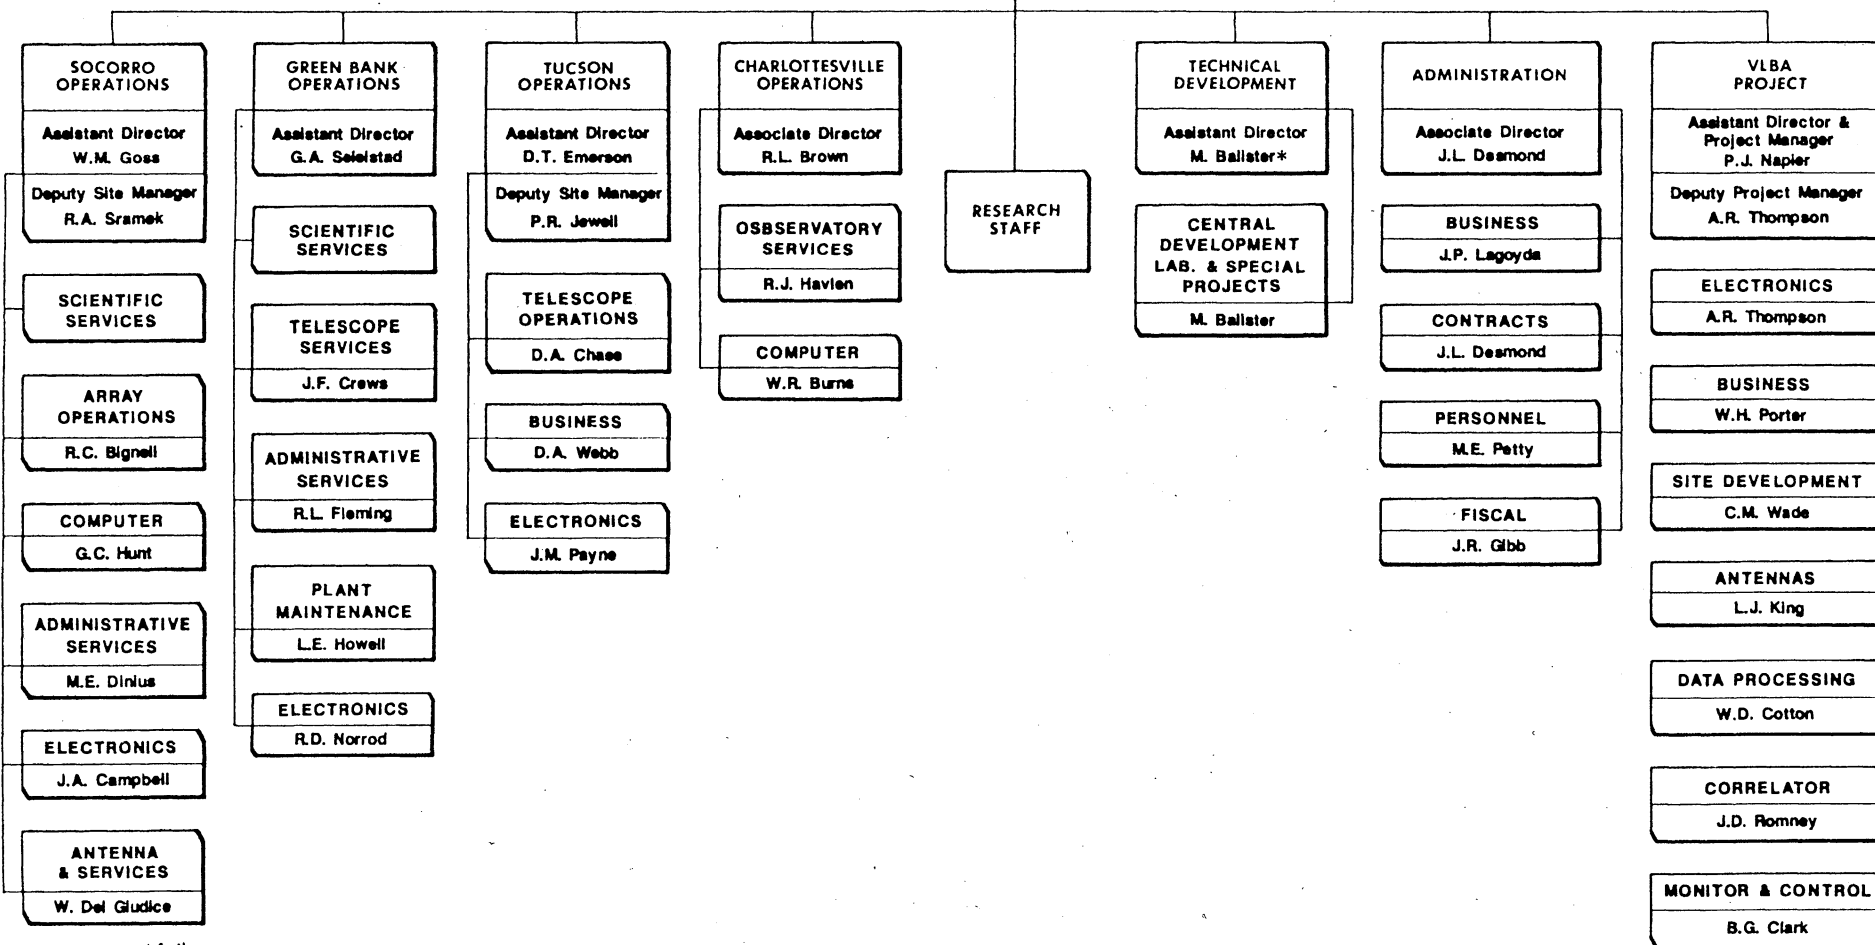 SOCORRO
OPERATIONS
Assistant Director
W.M. Goss
Deputy Site Manager
R.A. Sramek
SCIENTIFIC
SERVICES
ARRAY
OPERATIONS
R.C. Bignell
COMPUTER
G.C. Hunt
ADMINISTRATIVE
SERVICES
M.E. Dinius
ELECTRONICS
J.A. Campbell
ANTENNA
& SERVICES
W. Del Giudice
GREEN BANK
OPERATIONS
Assistant Director
G.A. Seielstad
SCIENTIFIC
SERVICES
TELESCOPE
SERVICES
J.F. Crews
ADMINISTRATIVE
SERVICES
R.L. Fleming
PLANT
MAINTENANCE
L.E. Howell
ELECTRONICS
R.D. Norrod
TUCSON
OPERATIONS
Assistant Director
D.T. Emerson
Deputy Site Manager
P.R. Jewell
TELESCOPE
OPERATIONS
D.A. Chase
BUSINESS
D.A. Webb
ELECTRONICS
J.M. Payne
CHARLOTTESVILLE
OPERATIONS
Associate Director
R.L. Brown
OSBSERVATORY
SERVICES
R.J. Havlen
COMPUTER
W.R. Burns
RESEARCH
STAFF
TECHNICAL
DEVELOPMENT
Assistant Director
M. Balister*
CENTRAL
DEVELOPMENT
LAB. & SPECIAL
PROJECTS
M. Balister
ADMINISTRATION
Associate Director
J.L. Desmond
BUSINESS
J.P. Lagoyda
CONTRACTS
J.L. Desmond
PERSONNEL
M.E. Petty
FISCAL
J.R. Gibb
VLBA
PROJECT
Assistant Director &
Project Manager
P.J. Napier
Deputy Project Manager
A.R. Thompson
ELECTRONICS
A.R. Thompson
BUSINESS
W.H. Porter
SITE DEVELOPMENT
C.M. Wade
ANTENNAS
L.J. King
DATA PROCESSING
W.D. Cotton
CORRELATOR
J.D. Romney
MONITOR & CONTROL
B.G. Clark